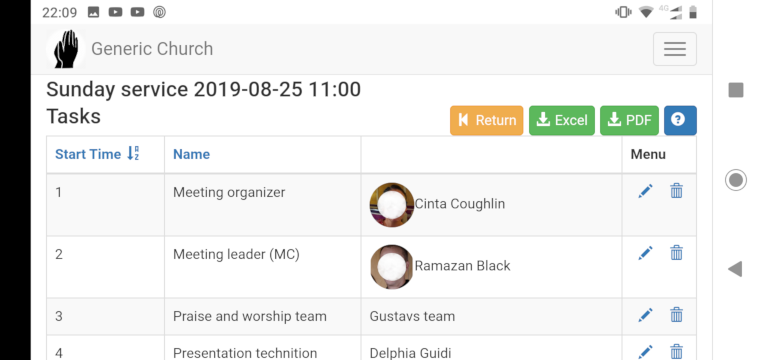 22:09
4G
Generic Church
Sunday service 2019-08-25 11:00
Tasks
Return Excel PDF
Start Time Name Menu
1 Meeting organizer Cinta Coughlin
2 Meeting leader (MC) Ramazan Black
3 Praise and worship team Gustavs team
4 Presentation technition Delphia Guidi